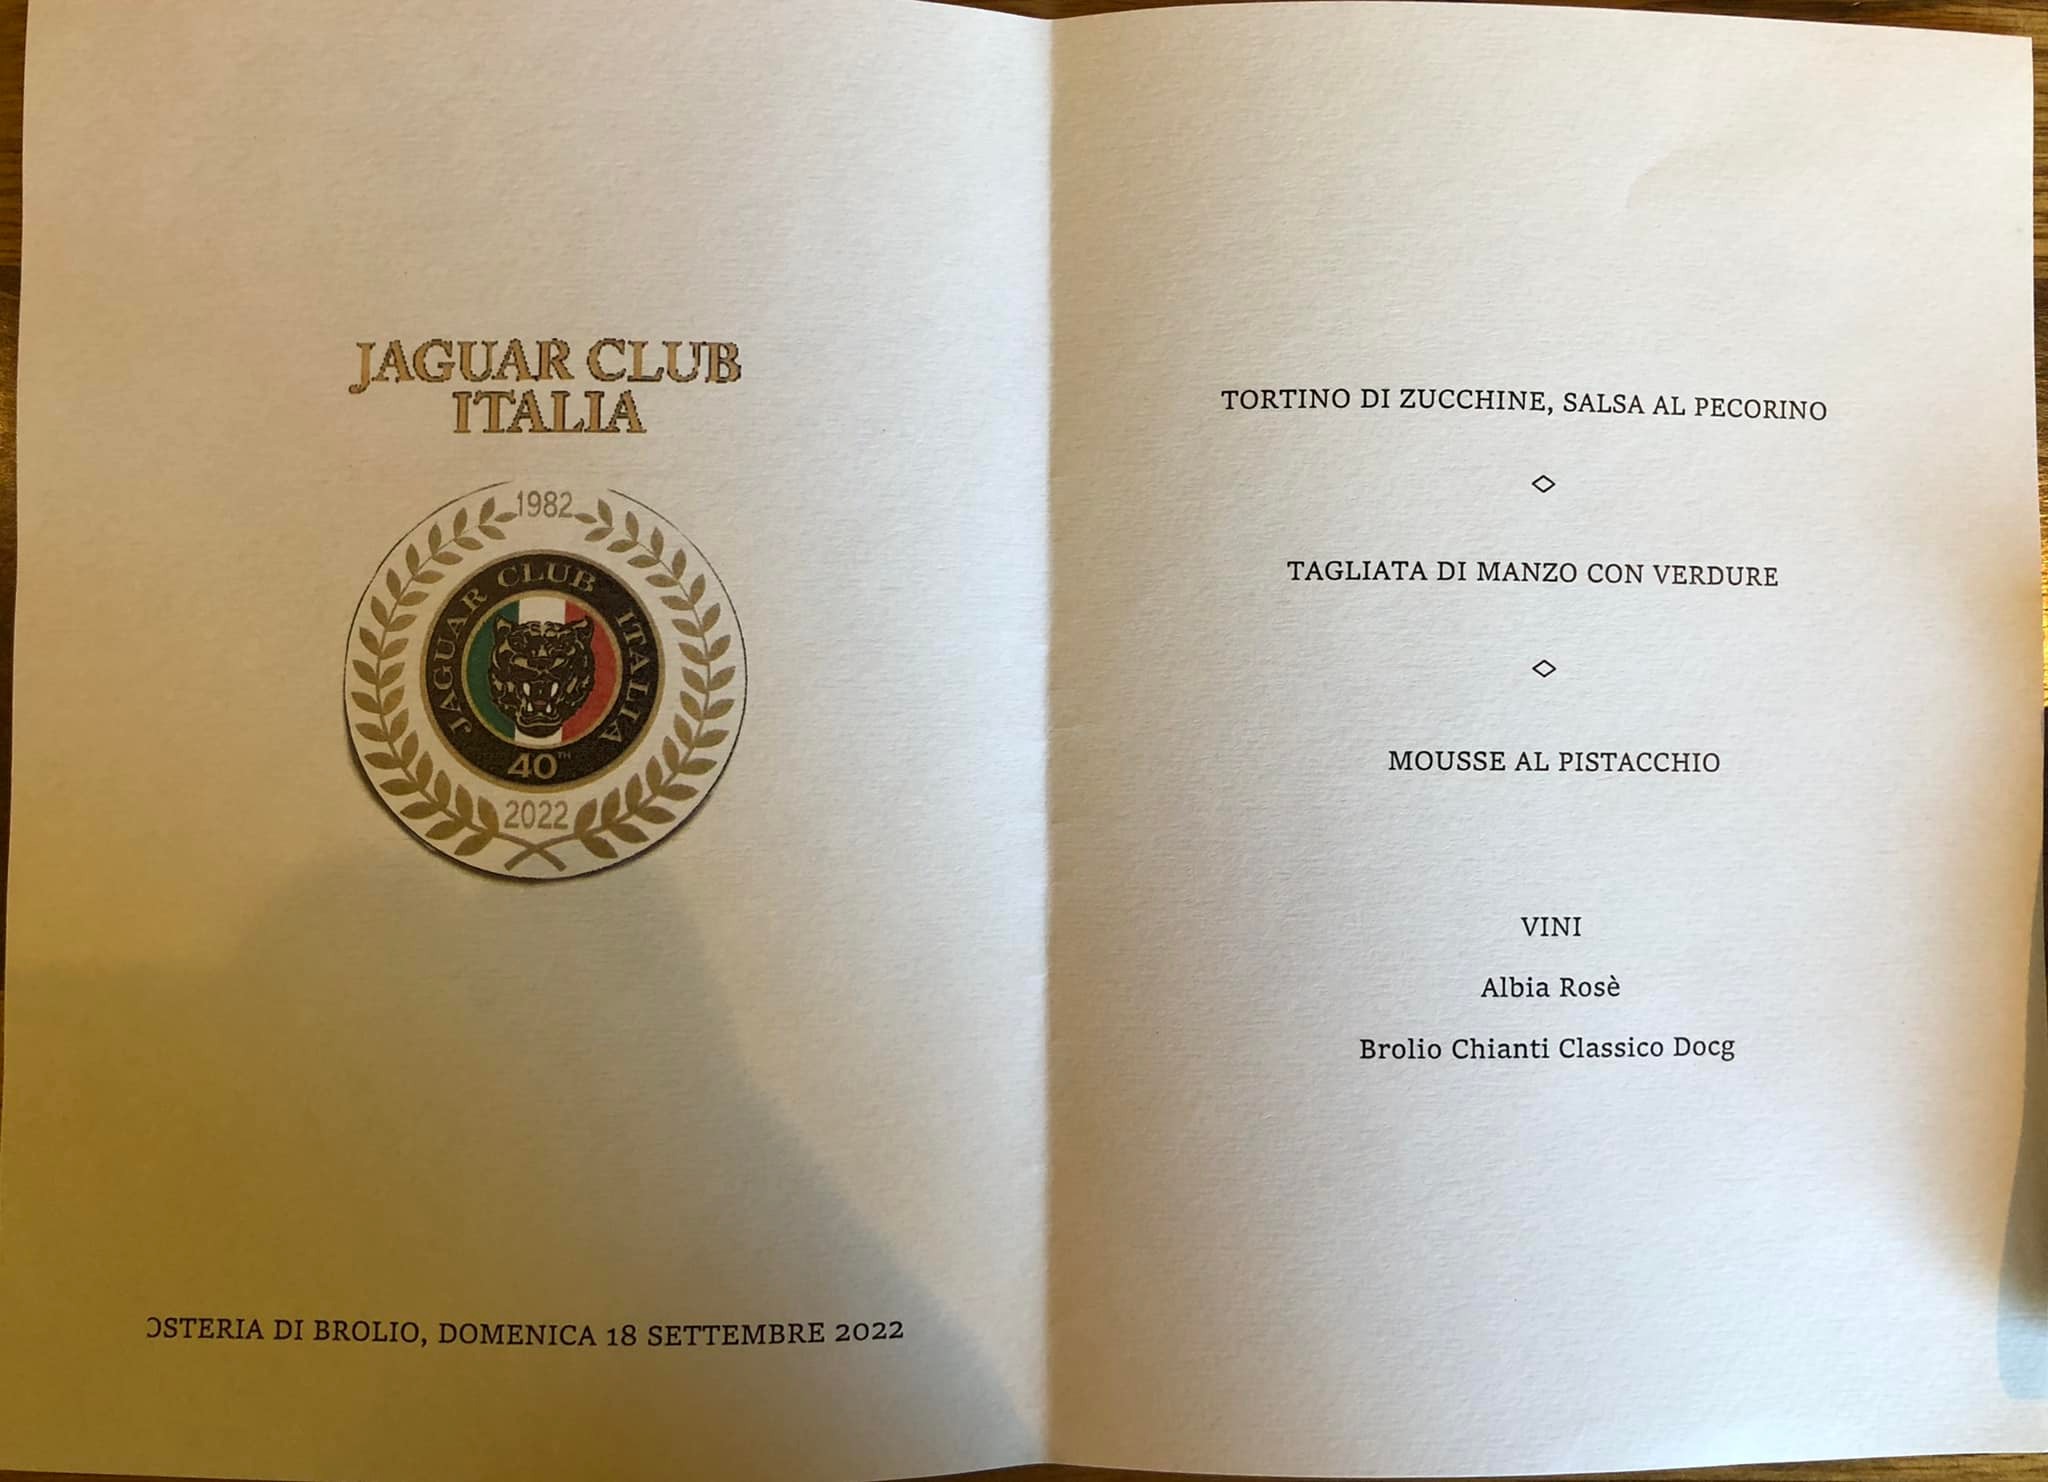 JAGUAR CLUB
ITALIA
1982
JAGUAR CLUB ITALIA
40TH
2022
OSTERIA DI BROLIO, DOMENICA 18 SETTEMBRE 2022
TORTINO DI ZUCCHINE, SALSA AL PECORINO
TAGLIATA DI MANZO CON VERDURE
MOUSSE AL PISTACCHIO
VINI
Albia Rosè
Brolio Chianti Classico Docg